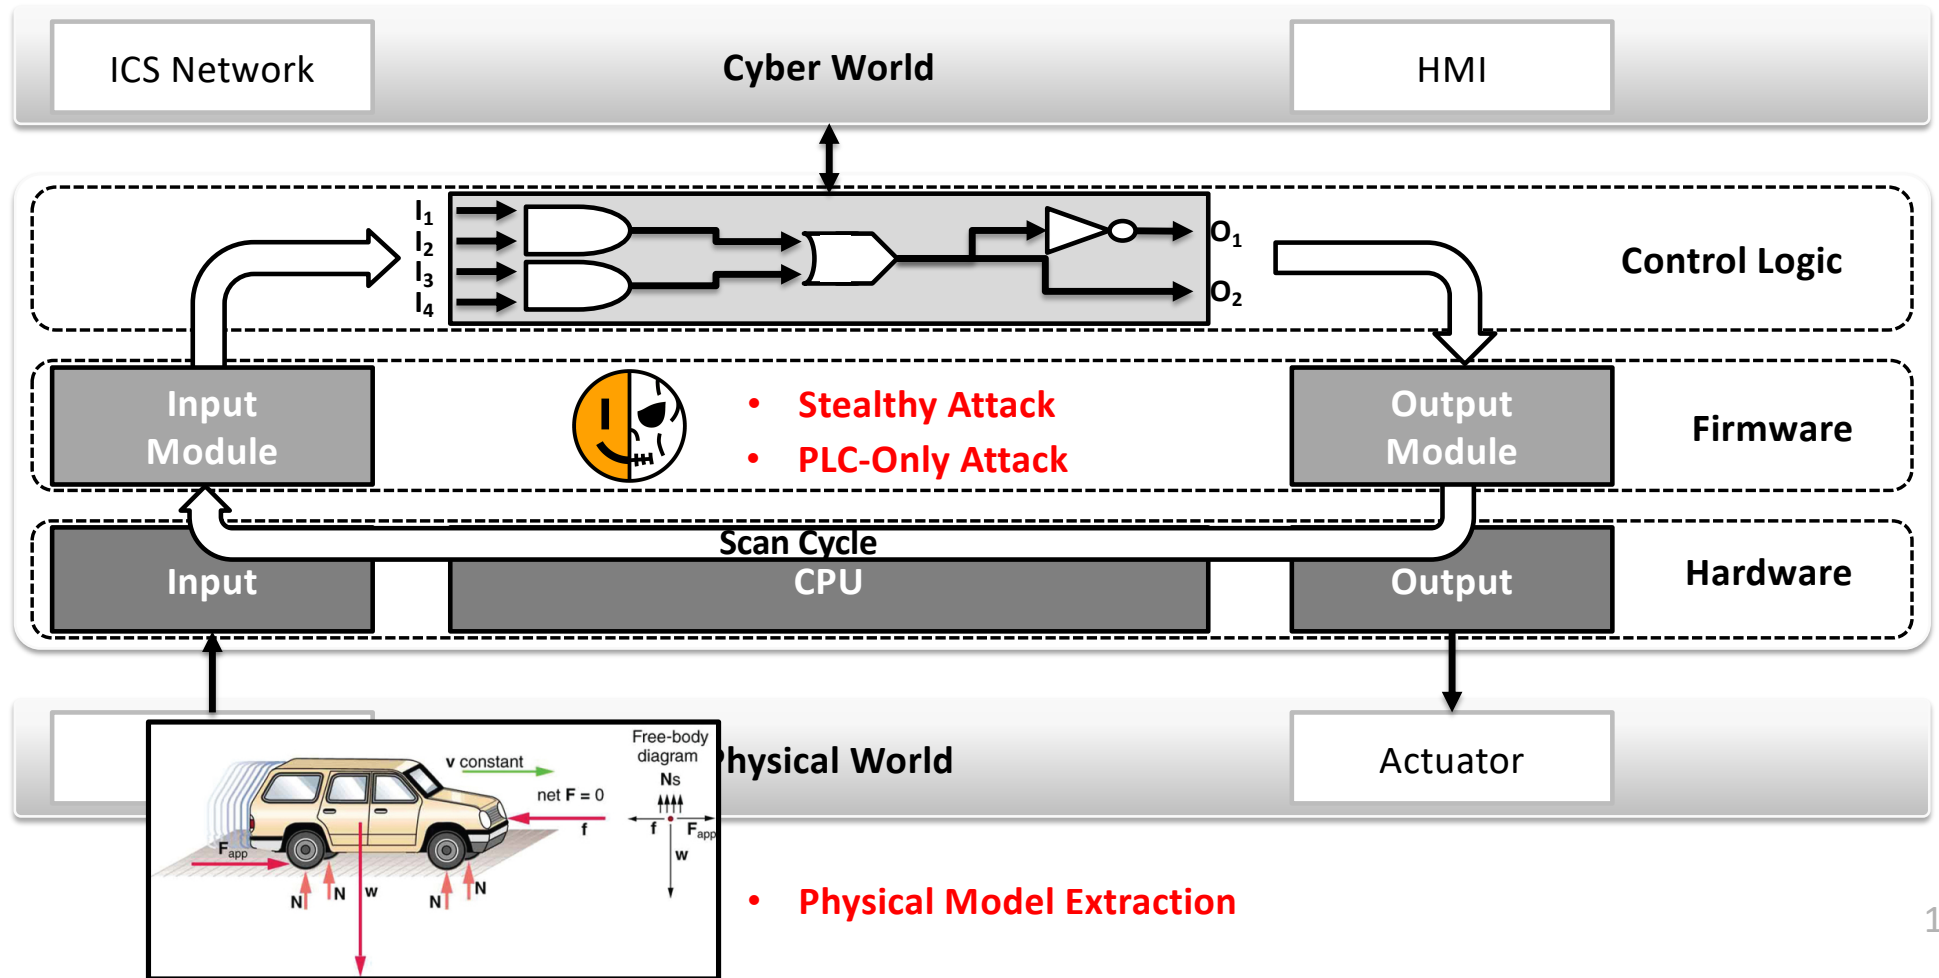 ICS Network
Cyber World
HMI
I1
I2
I3
I4
O1
O2
Control Logic
Input
Module
• Stealthy Attack
• PLC-Only Attack
Output
Module
Firmware
Scan Cycle
Input
CPU
Output
Hardware
Physical World
Actuator
v constant
net F = 0
f
Fapp
N
N
w
N
N
Free-body
diagram
Ns
f
Fapp
w
• Physical Model Extraction
1